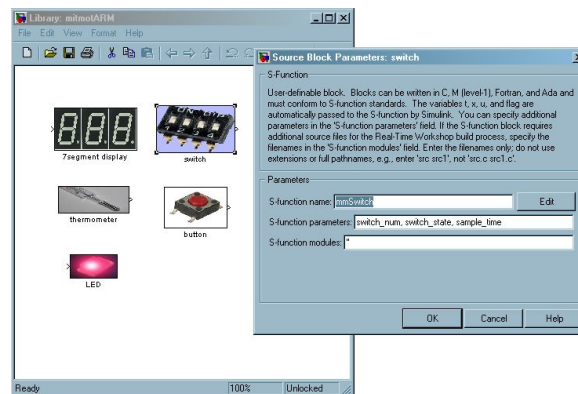 Library: mitmotARM
File Edit View Format Help
7segment display
switch
thermometer
button
LED
Ready 100% Unlocked
Source Block Parameters: switch
S-Function
User-definable block. Blocks can be written in C, M (level-1), Fortran, and Ada and
must conform to S-function standards. The variables t, x, u, and flag are
automatically passed to the S-function by Simulink. You can specify additional
parameters in the 'S-function parameters' field. If the S-function block requires
additional source files for the Real-Time Workshop build process, specify the
filenames in the 'S-function modules' field. Enter the filenames only; do not use
extensions or full pathnames, e.g., enter 'src src1', not 'src.c src1.c'.
Parameters
S-function name: mmSwitch Edit
S-function parameters: switch_num, switch_state, sample_time
S-function modules: ''
OK Cancel Help